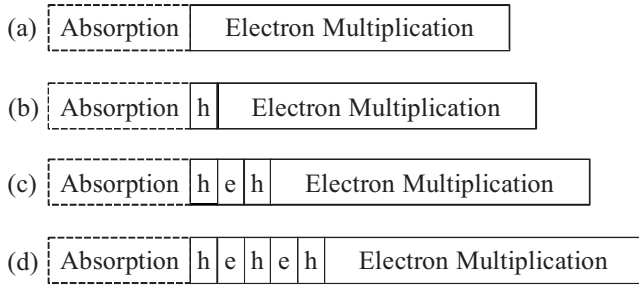 (a) Absorption Electron Multiplication
(b) Absorption h Electron Multiplication
(c) Absorption h e h Electron Multiplication
(d) Absorption h e h e h Electron Multiplication